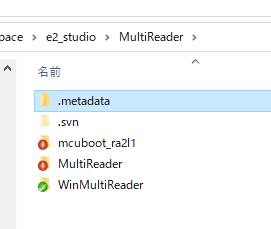 pace › e2_studio › MultiReader ›
名前
.metadata
.svn
mcuboot_ra2l1
MultiReader
WinMultiReader